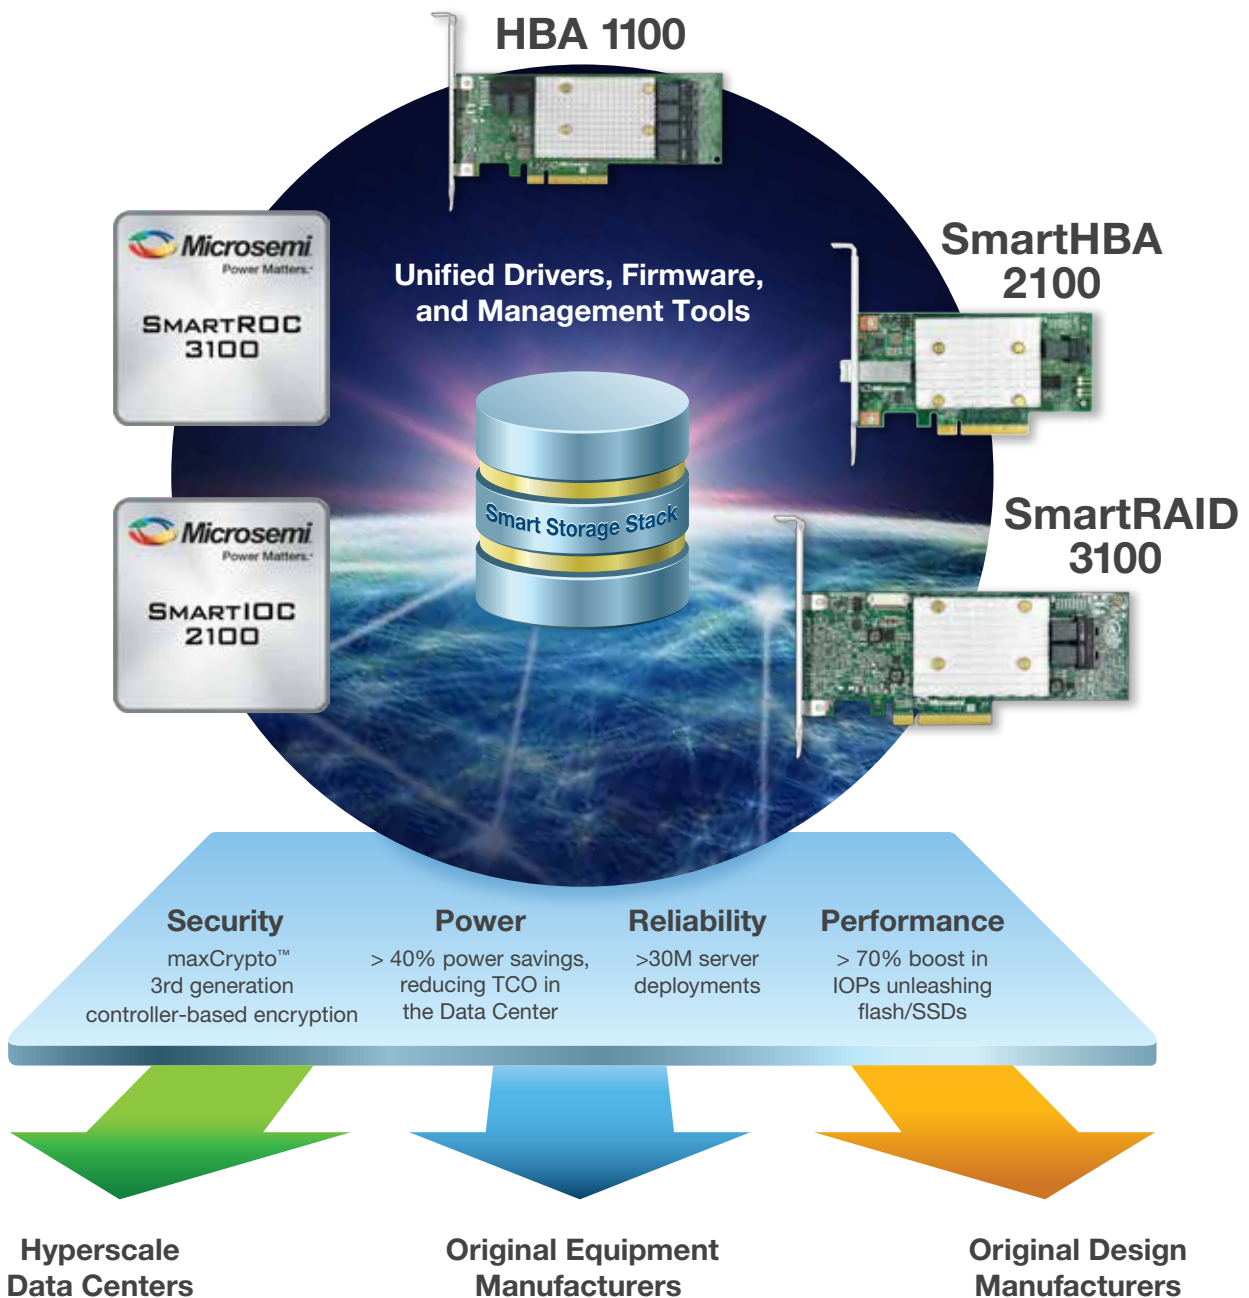 HBA 1100
Microsemi
Power Matters.™
SMARTROC
3100
Unified Drivers, Firmware,
and Management Tools
SmartHBA
2100
Smart Storage Stack
Microsemi
Power Matters.™
SMARTIOC
2100
SmartRAID
3100
Security
maxCrypto™
3rd generation
controller-based encryption
Power
> 40% power savings,
reducing TCO in
the Data Center
Reliability
>30M server
deployments
Performance
> 70% boost in
IOPs unleashing
flash/SSDs
Hyperscale
Data Centers
Original Equipment
Manufacturers
Original Design
Manufacturers